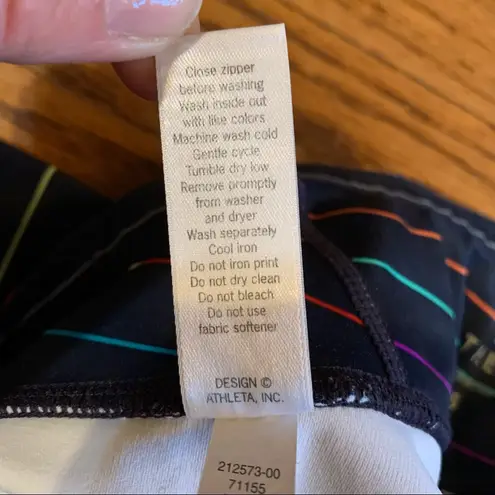 Close zipper
before washing
Wash inside out
with like colors
Machine wash cold
Gentle cycle
Tumble dry low
Remove promptly
from washer
and dryer
Wash separately
Cool iron
Do not iron print
Do not dry clean
Do not bleach
Do not use
fabric softener
DESIGN ©
ATHLETA, INC.
212573-00
71155